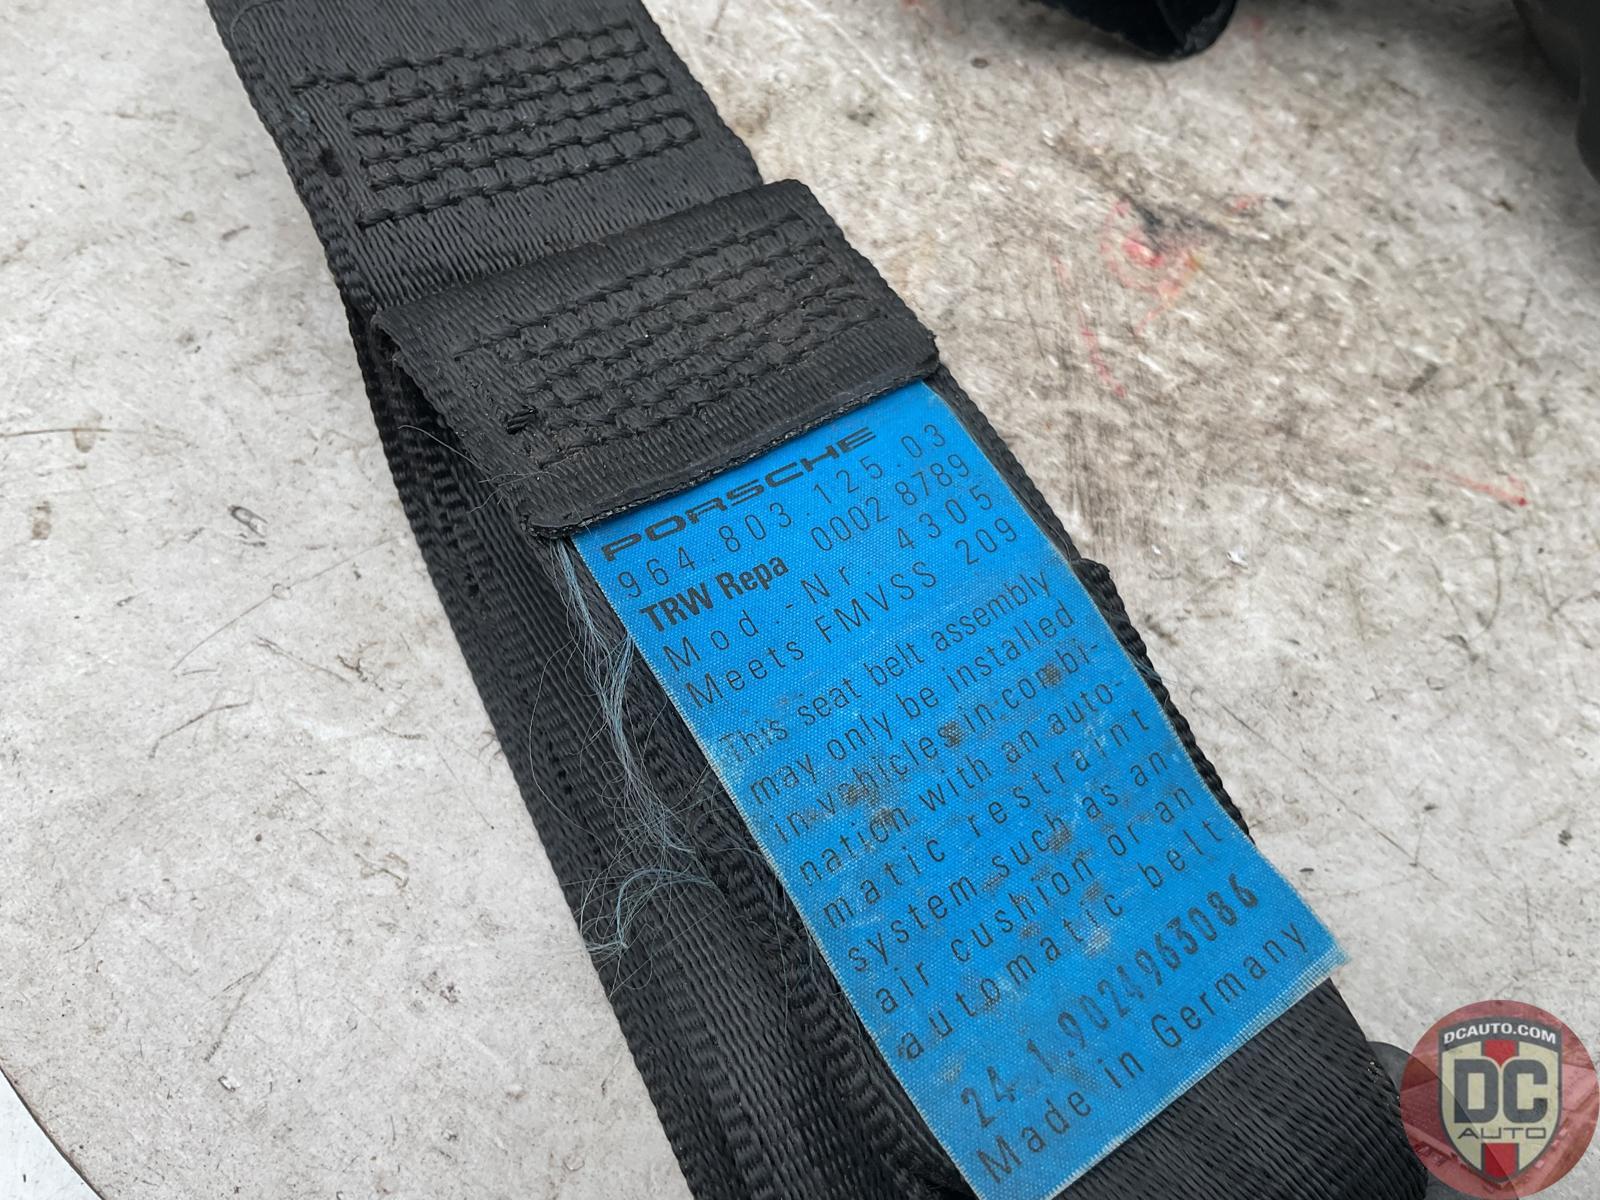 PORSCHE
964.803.125.03
TRW Repa 0002 8789
Mod.-Nr. 4305
Meets FMVSS 209
This seat belt assembly
may only be installed
in vehicles in combi-
nation with an auto-
matic restraint
system such as an
air cushion or an
automatic belt
24.1.9024963086
Made in Germany
DCAUTO.COM
DC
AUTO